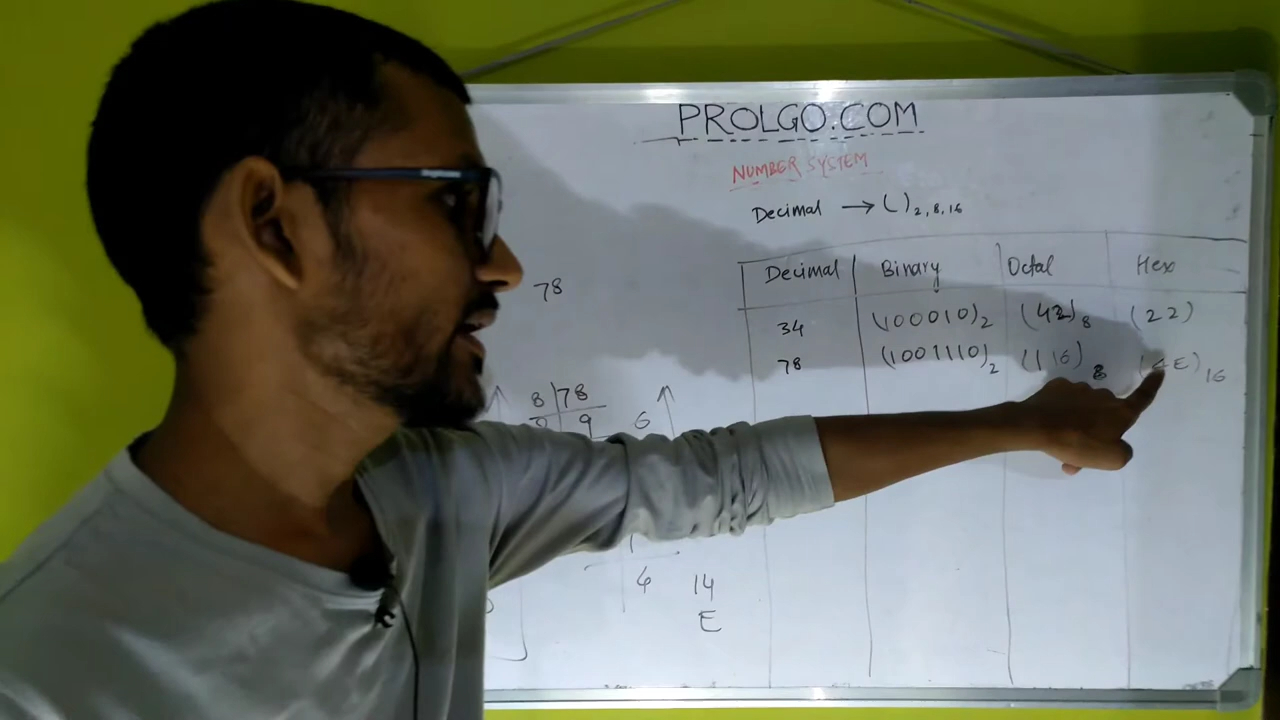 PROLGO.COM
NUMBER SYSTEM
Decimal → ( )2, 8, 16
78
Decimal Binary Octal Hex
34 (100010)2 (42)8 (22)
78 (1001110)2 (116)8 (4E)16
8 78
9 6
4 14
E